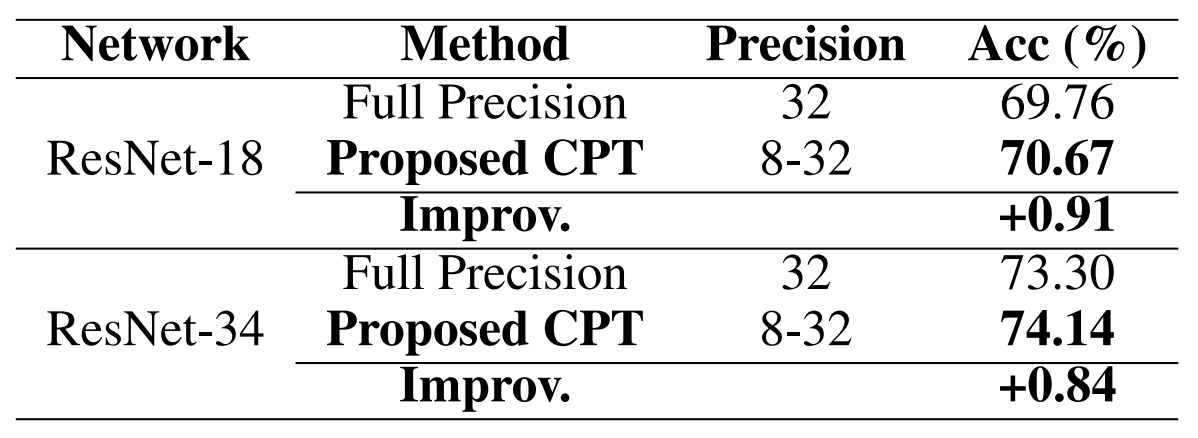 Network Method Precision Acc (%)
Full Precision 32 69.76
ResNet-18 Proposed CPT 8-32 70.67
Improv. +0.91
Full Precision 32 73.30
ResNet-34 Proposed CPT 8-32 74.14
Improv. +0.84